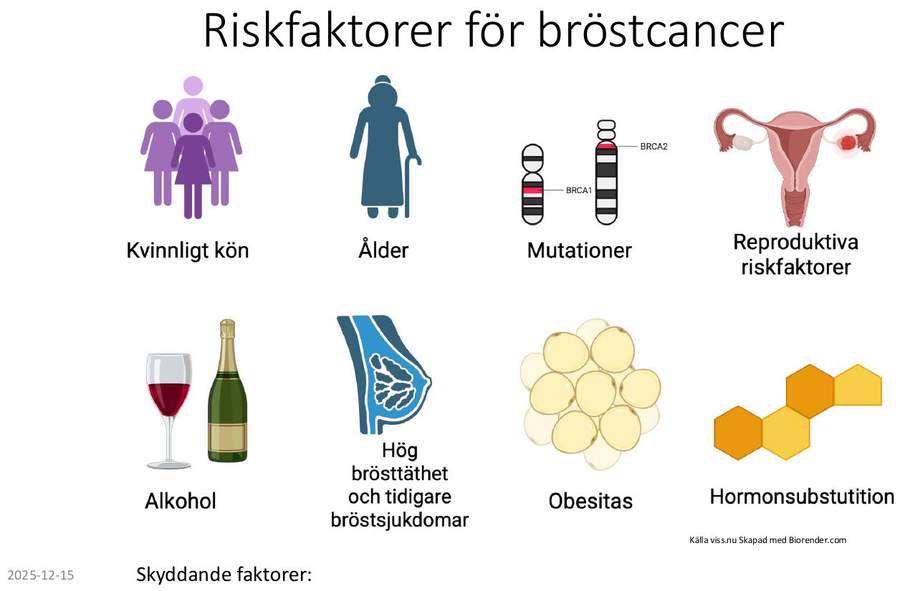 Riskfaktorer för bröstcancer
BRCA2
BRCA1
Kvinnligt kön
Ålder
Mutationer
Reproduktiva
riskfaktorer
Alkohol
Hög
brösttäthet
och tidigare
bröstsjukdomar
Obesitas
Hormonsubstutition
Källa viss.nu Skapad med Biorender.com
2025-12-15
Skyddande faktorer: